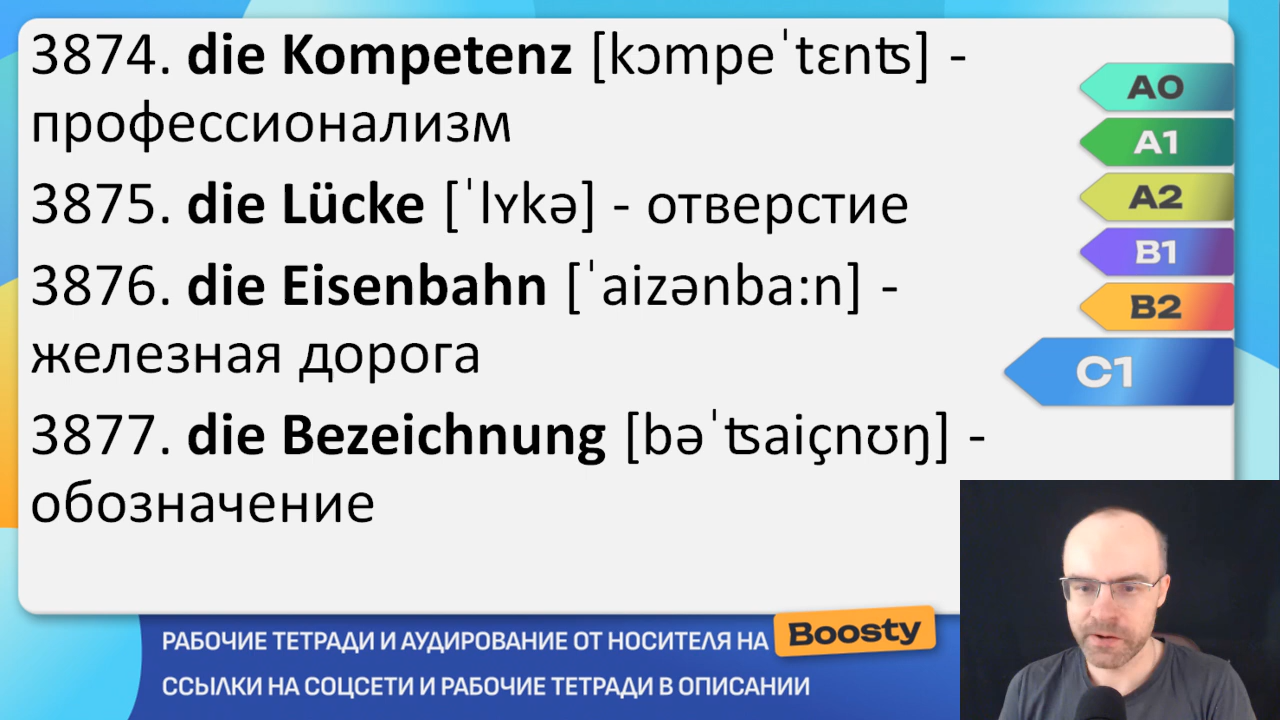 3874. die Kompetenz [kɔmpeˈtɛnʦ] -
профессионализм
3875. die Lücke [ˈlʏkə] - отверстие
3876. die Eisenbahn [ˈaizənba:n] -
железная дорога
3877. die Bezeichnung [bəˈʦaiçnʊŋ] -
обозначение
A0
A1
A2
B1
B2
C1
РАБОЧИЕ ТЕТРАДИ И АУДИРОВАНИЕ ОТ НОСИТЕЛЯ НА Boosty
ССЫЛКИ НА СОЦСЕТИ И РАБОЧИЕ ТЕТРАДИ В ОПИСАНИИ